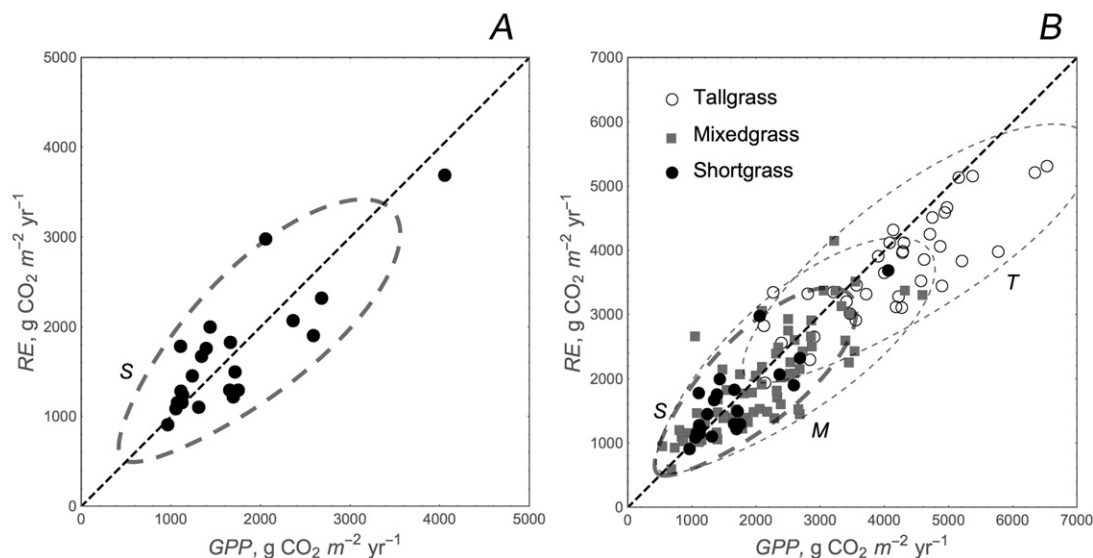 A
5000
4000
3000
2000
1000
0
RE, g CO₂ m⁻² yr⁻¹
S
0 1000 2000 3000 4000 5000
GPP, g CO₂ m⁻² yr⁻¹
B
7000
6000
5000
4000
3000
2000
1000
0
RE, g CO₂ m⁻² yr⁻¹
Tallgrass
Mixedgrass
Shortgrass
T
S
M
0 1000 2000 3000 4000 5000 6000 7000
GPP, g CO₂ m⁻² yr⁻¹